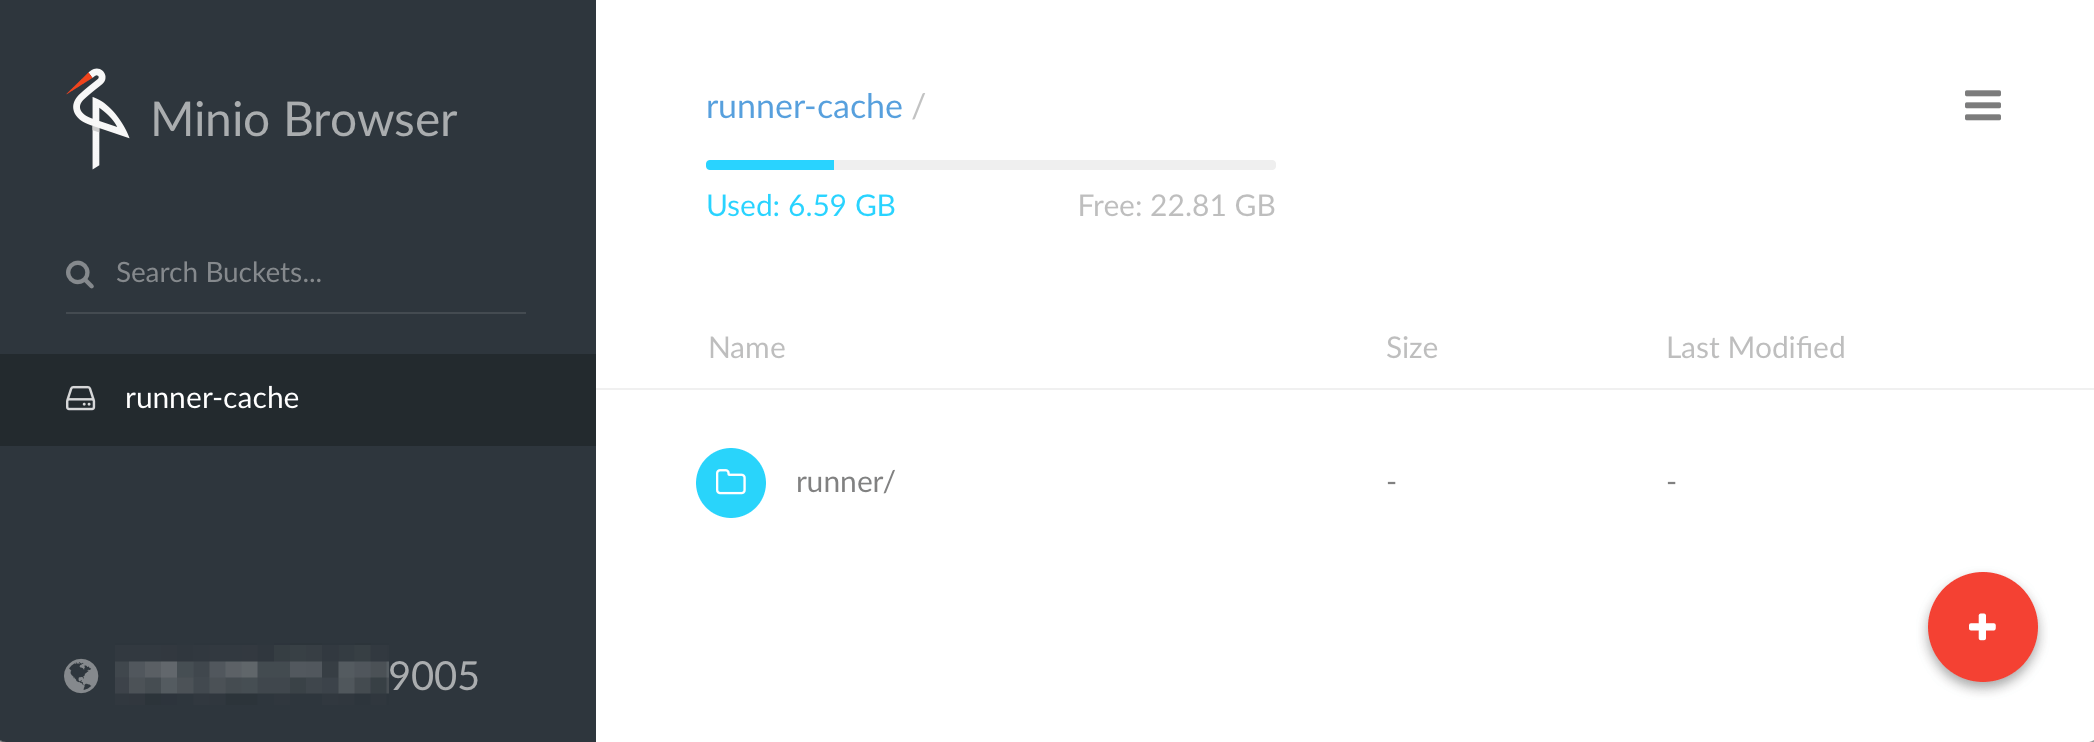 Minio Browser
Search Buckets...
runner-cache
9005
runner-cache /
Used: 6.59 GB Free: 22.81 GB
Name Size Last Modified
runner/ - -